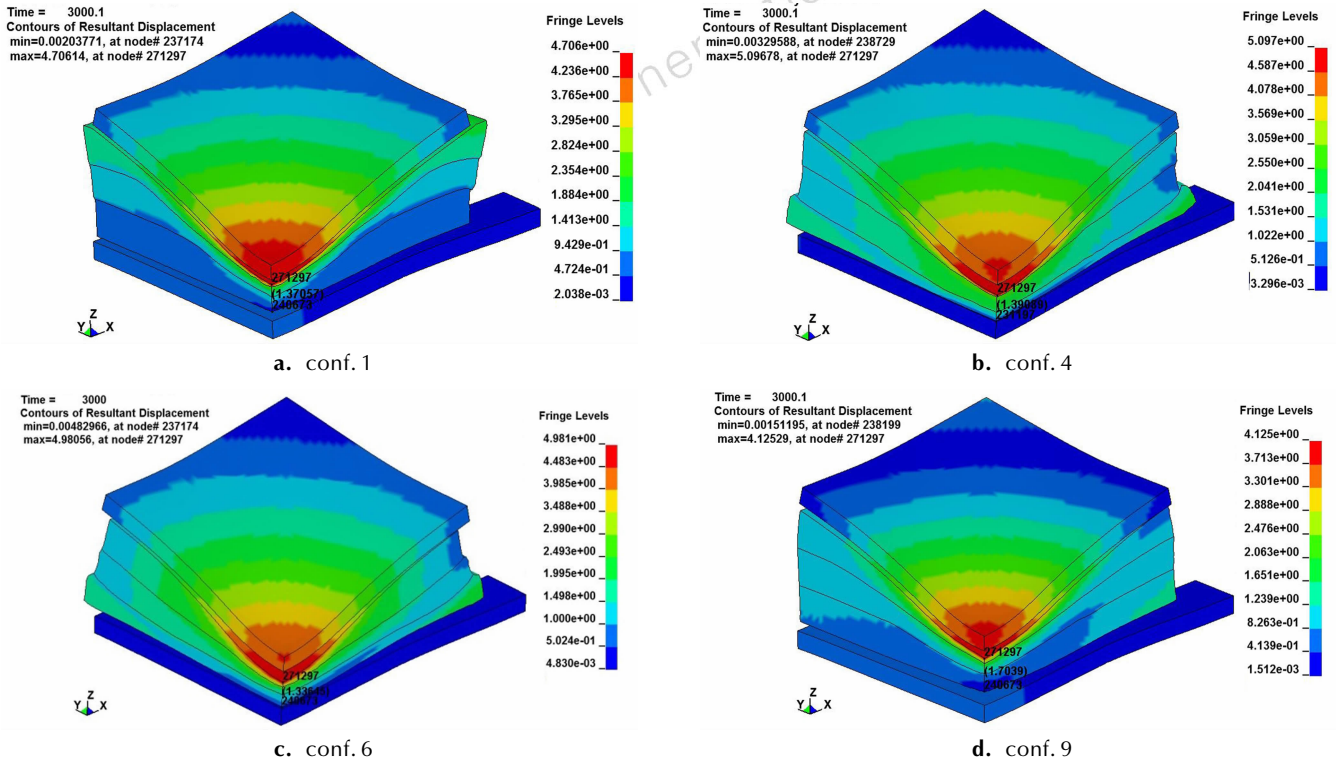 Time = 3000.1
Contours of Resultant Displacement
min=0.00203771, at node# 237174
max=4.70614, at node# 271297
Fringe Levels
4.706e+00
4.236e+00
3.765e+00
3.295e+00
2.824e+00
2.354e+00
1.884e+00
1.413e+00
9.429e-01
4.724e-01
2.038e-03
271297
(1.37057)
240673
Z
Y X
a. conf. 1
Time = 3000.1
Contours of Resultant Displacement
min=0.00329588, at node# 238729
max=5.09678, at node# 271297
Fringe Levels
5.097e+00
4.587e+00
4.078e+00
3.569e+00
3.059e+00
2.550e+00
2.041e+00
1.531e+00
1.022e+00
5.126e-01
3.296e-03
271297
Z
Y X
b. conf. 4
Time = 3000
Contours of Resultant Displacement
min=0.00482966, at node# 237174
max=4.98056, at node# 271297
Fringe Levels
4.981e+00
4.483e+00
3.985e+00
3.488e+00
2.990e+00
2.493e+00
1.995e+00
1.498e+00
1.000e+00
5.024e-01
4.830e-03
271297
240673
Z
Y X
c. conf. 6
Time = 3000.1
Contours of Resultant Displacement
min=0.00151195, at node# 238199
max=4.12529, at node# 271297
Fringe Levels
4.125e+00
3.713e+00
3.301e+00
2.888e+00
2.476e+00
2.063e+00
1.651e+00
1.239e+00
8.263e-01
4.139e-01
1.512e-03
271297
(1.7039)
240673
Z
Y X
d. conf. 9